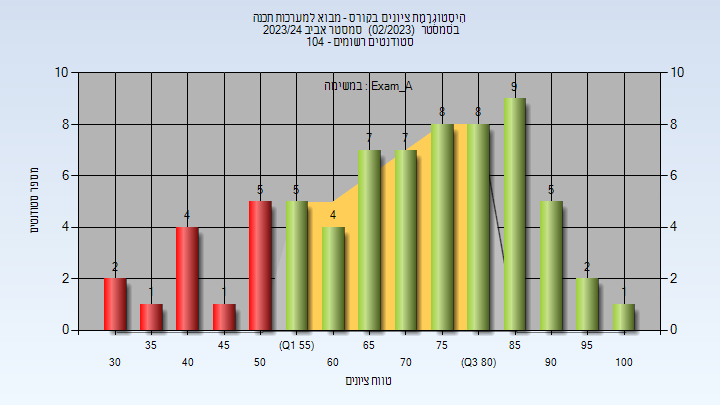 הִיסְטוֹגְרָמַת ציונים בקורס - מבוא למערכות תכנה
בסמסטר (02/2023) סמסטר אביב 2023/24
סטודנטים רשומים - 104
במשימה : Exam_A
מספר סטודנטים
10 10
8 8
6 6
4 4
2 2
0 0
2 1 4 1 5 5 4 7 7 8 8 9 5 2 1
35 45 (Q1 55) 65 75 85 95
30 40 50 60 70 (Q3 80) 90 100
טווח ציונים